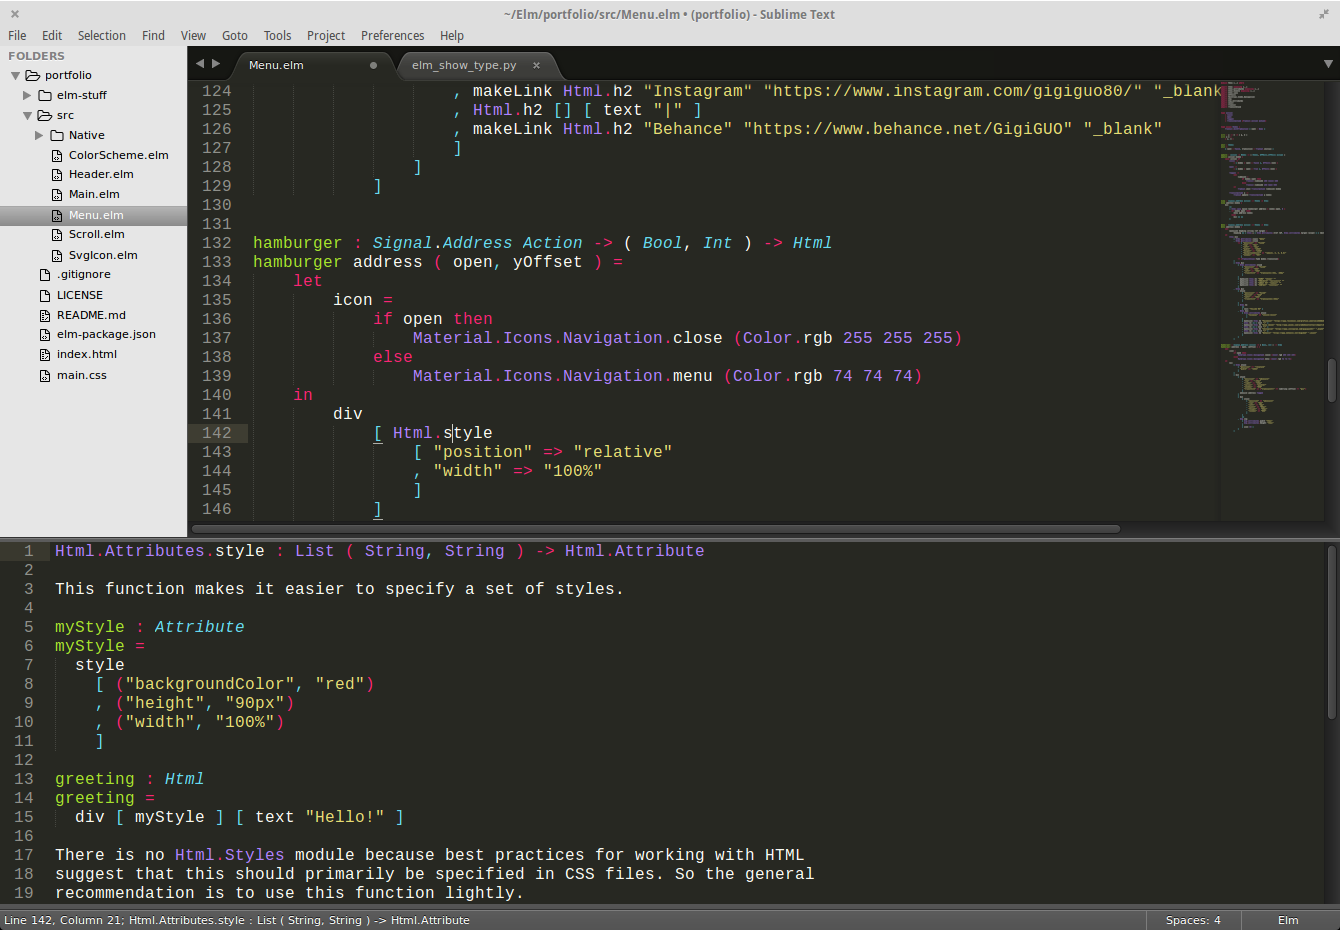 ~/Elm/portfolio/src/Menu.elm • (portfolio) - Sublime Text
File Edit Selection Find View Goto Tools Project Preferences Help
FOLDERS
portfolio
elm-stuff
src
Native
ColorScheme.elm
Header.elm
Main.elm
Menu.elm
Scroll.elm
SvgIcon.elm
.gitignore
LICENSE
README.md
elm-package.json
index.html
main.css
Menu.elm elm_show_type.py
124 , makeLink Html.h2 "Instagram" "https://www.instagram.com/gigiguo80/" "_blank
125 , Html.h2 [] [ text "|" ]
126 , makeLink Html.h2 "Behance" "https://www.behance.net/GigiGUO" "_blank"
127 ]
128 ]
129 ]
130
131
132 hamburger : Signal.Address Action -> ( Bool, Int ) -> Html
133 hamburger address ( open, yOffset ) =
134 let
135 icon =
136 if open then
137 Material.Icons.Navigation.close (Color.rgb 255 255 255)
138 else
139 Material.Icons.Navigation.menu (Color.rgb 74 74 74)
140 in
141 div
142 [ Html.style
143 [ "position" => "relative"
144 , "width" => "100%"
145 ]
146 ]
1 Html.Attributes.style : List ( String, String ) -> Html.Attribute
2
3 This function makes it easier to specify a set of styles.
4
5 myStyle : Attribute
6 myStyle =
7 style
8 [ ("backgroundColor", "red")
9 , ("height", "90px")
10 , ("width", "100%")
11 ]
12
13 greeting : Html
14 greeting =
15 div [ myStyle ] [ text "Hello!" ]
16
17 There is no Html.Styles module because best practices for working with HTML
18 suggest that this should primarily be specified in CSS files. So the general
19 recommendation is to use this function lightly.
Line 142, Column 21; Html.Attributes.style : List ( String, String ) -> Html.Attribute Spaces: 4 Elm